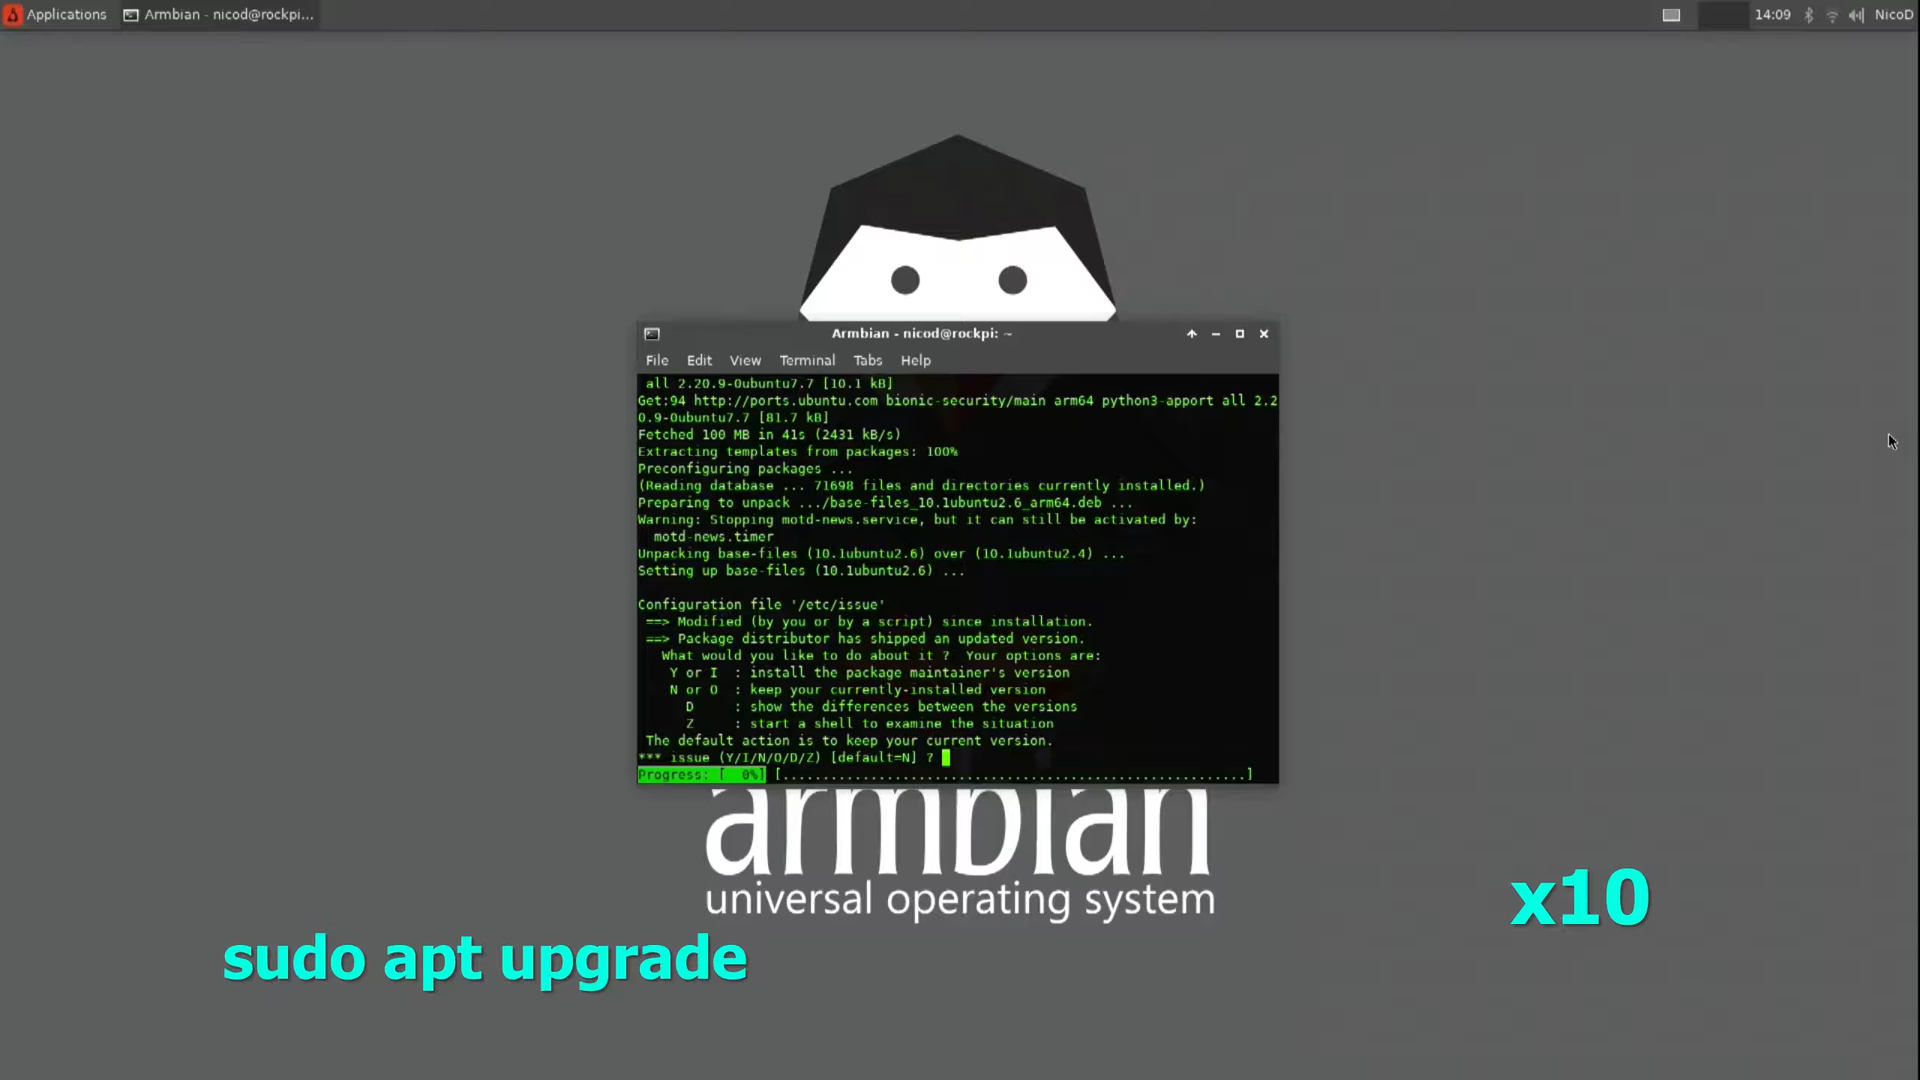 Applications
Armbian - nicod@rockpi...
14:09
NicoD
Armbian - nicod@rockpi: ~
File Edit View Terminal Tabs Help
all 2.20.9-0ubuntu7.7 [10.1 kB]
Get:94 http://ports.ubuntu.com bionic-security/main arm64 python3-apport all 2.2
0.9-0ubuntu7.7 [81.7 kB]
Fetched 100 MB in 41s (2431 kB/s)
Extracting templates from packages: 100%
Preconfiguring packages ...
(Reading database ... 71698 files and directories currently installed.)
Preparing to unpack .../base-files_10.1ubuntu2.6_arm64.deb ...
Warning: Stopping motd-news.service, but it can still be activated by:
motd-news.timer
Unpacking base-files (10.1ubuntu2.6) over (10.1ubuntu2.4) ...
Setting up base-files (10.1ubuntu2.6) ...
Configuration file '/etc/issue'
==> Modified (by you or by a script) since installation.
==> Package distributor has shipped an updated version.
What would you like to do about it ?  Your options are:
Y or I  : install the package maintainer's version
N or O  : keep your currently-installed version
D     : show the differences between the versions
Z     : start a shell to examine the situation
The default action is to keep your current version.
*** issue (Y/I/N/O/D/Z) [default=N] ?
Progress: [  0%] [..........................................................]
armbian
universal operating system
x10
sudo apt upgrade